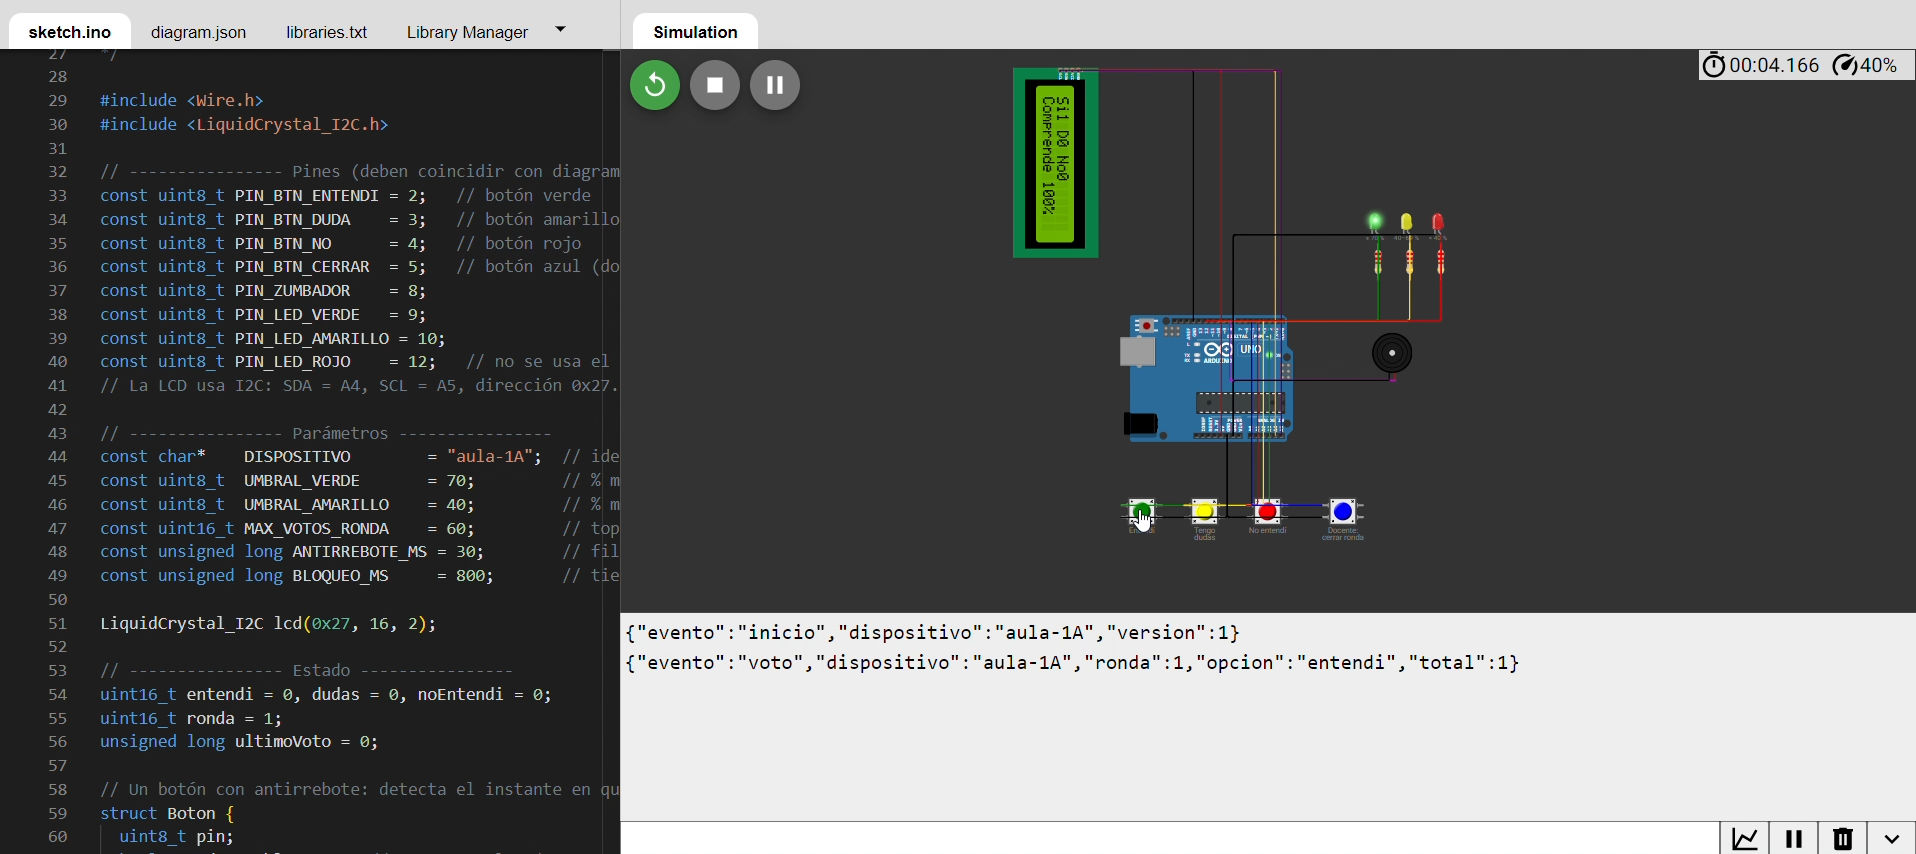 sketch.ino diagram.json libraries.txt Library Manager
Simulation
00:04.166 40%
27 */
28
29 #include <Wire.h>
30 #include <LiquidCrystal_I2C.h>
31
32 // ---------------- Pines (deben coincidir con diagram
33 const uint8_t PIN_BTN_ENTENDI = 2; // botón verde
34 const uint8_t PIN_BTN_DUDA = 3; // botón amarillo
35 const uint8_t PIN_BTN_NO = 4; // botón rojo
36 const uint8_t PIN_BTN_CERRAR = 5; // botón azul (do
37 const uint8_t PIN_ZUMBADOR = 8;
38 const uint8_t PIN_LED_VERDE = 9;
39 const uint8_t PIN_LED_AMARILLO = 10;
40 const uint8_t PIN_LED_ROJO = 12; // no se usa el
41 // La LCD usa I2C: SDA = A4, SCL = A5, dirección 0x27.
42
43 // ---------------- Parámetros ----------------
44 const char* DISPOSITIVO = "aula-1A"; // ide
45 const uint8_t UMBRAL_VERDE = 70; // % m
46 const uint8_t UMBRAL_AMARILLO = 40; // % m
47 const uint16_t MAX_VOTOS_RONDA = 60; // top
48 const unsigned long ANTIRREBOTE_MS = 30; // fil
49 const unsigned long BLOQUEO_MS = 800; // tie
50
51 LiquidCrystal_I2C lcd(0x27, 16, 2);
52
53 // ---------------- Estado ----------------
54 uint16_t entendi = 0, dudas = 0, noEntendi = 0;
55 uint16_t ronda = 1;
56 unsigned long ultimoVoto = 0;
57
58 // Un botón con antirrebote: detecta el instante en qu
59 struct Boton {
60 uint8_t pin;
Si1 D0 No0
Comprende 100%
UNO
ARDUINO
Tengo
dudas
No entendí
Docente:
cerrar ronda
{"evento":"inicio","dispositivo":"aula-1A","version":1}
{"evento":"voto","dispositivo":"aula-1A","ronda":1,"opcion":"entendi","total":1}